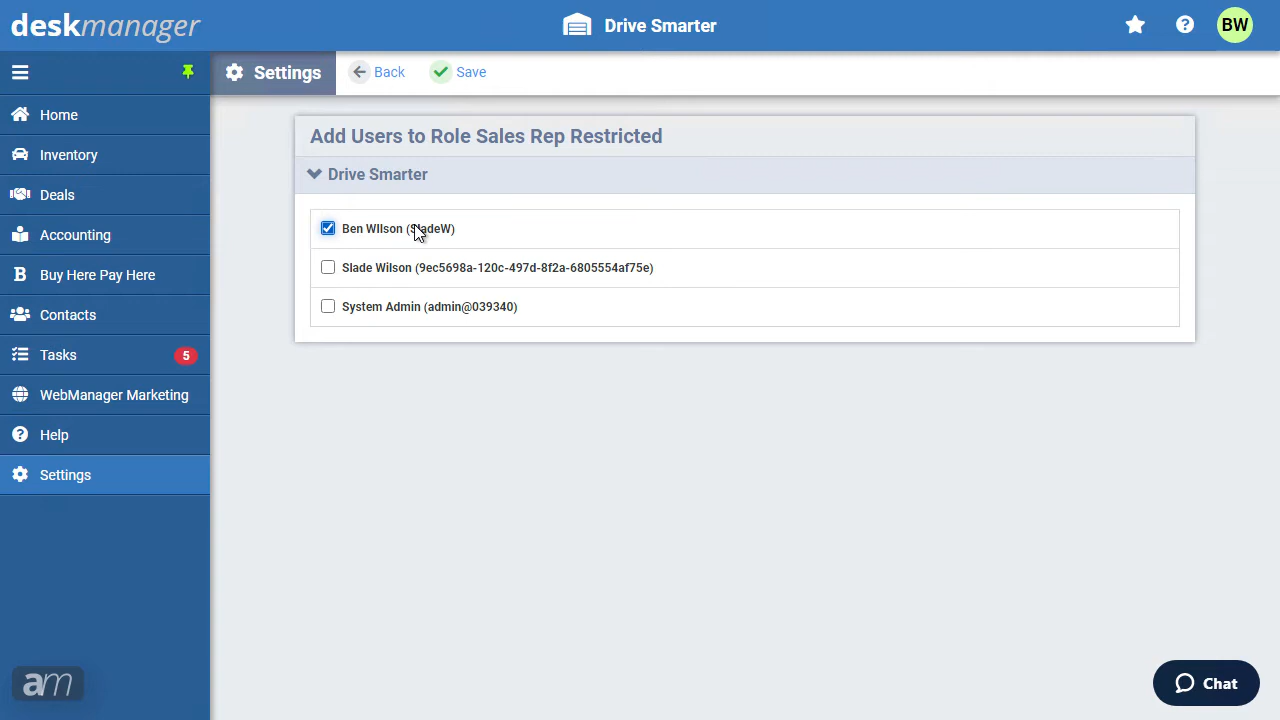 deskmanager
Drive Smarter
BW
Settings
Back
Save
Home
Inventory
Deals
Accounting
Buy Here Pay Here
Contacts
Tasks
5
WebManager Marketing
Help
Settings
Add Users to Role Sales Rep Restricted
Drive Smarter
Ben WIlson (SladeW)
Slade Wilson (9ec5698a-120c-497d-8f2a-6805554af75e)
System Admin (admin@039340)
am
Chat